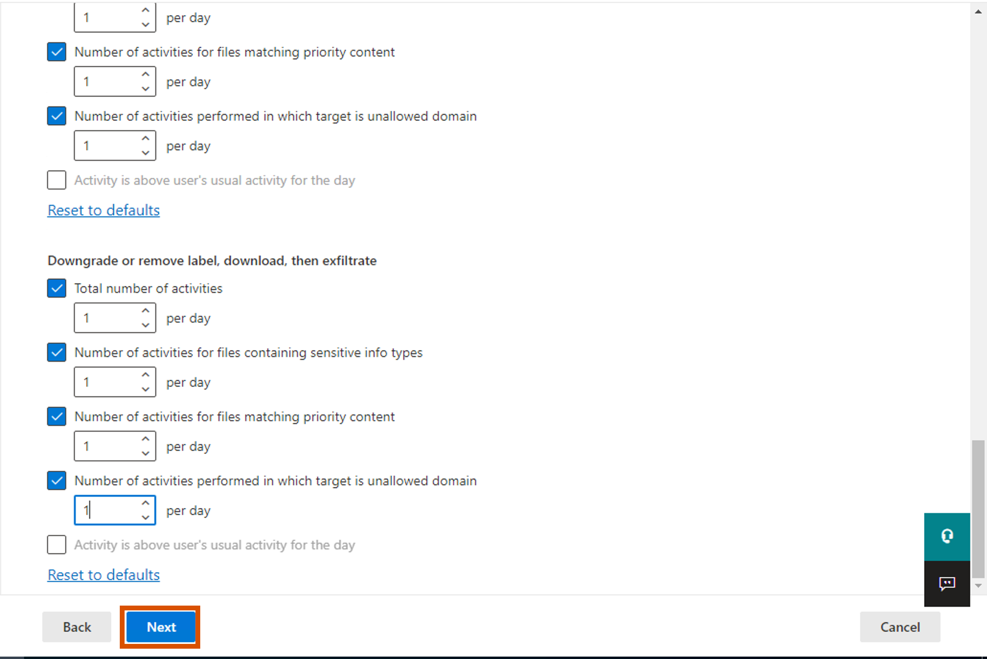 1 per day
Number of activities for files matching priority content
1 per day
Number of activities performed in which target is unallowed domain
1 per day
Activity is above user's usual activity for the day
Reset to defaults
Downgrade or remove label, download, then exfiltrate
Total number of activities
1 per day
Number of activities for files containing sensitive info types
1 per day
Number of activities for files matching priority content
1 per day
Number of activities performed in which target is unallowed domain
1 per day
Activity is above user's usual activity for the day
Reset to defaults
Back Next Cancel